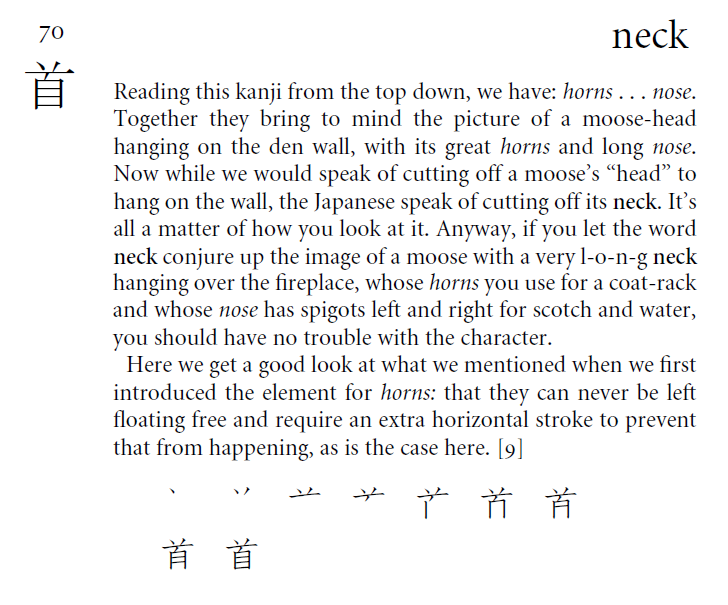 70
neck
首
Reading this kanji from the top down, we have: horns . . . nose.
Together they bring to mind the picture of a moose-head
hanging on the den wall, with its great horns and long nose.
Now while we would speak of cutting off a moose’s “head” to
hang on the wall, the Japanese speak of cutting off its neck. It’s
all a matter of how you look at it. Anyway, if you let the word
neck conjure up the image of a moose with a very l-o-n-g neck
hanging over the fireplace, whose horns you use for a coat-rack
and whose nose has spigots left and right for scotch and water,
you should have no trouble with the character.
Here we get a good look at what we mentioned when we first
introduced the element for horns: that they can never be left
floating free and require an extra horizontal stroke to prevent
that from happening, as is the case here. [9]
首 首